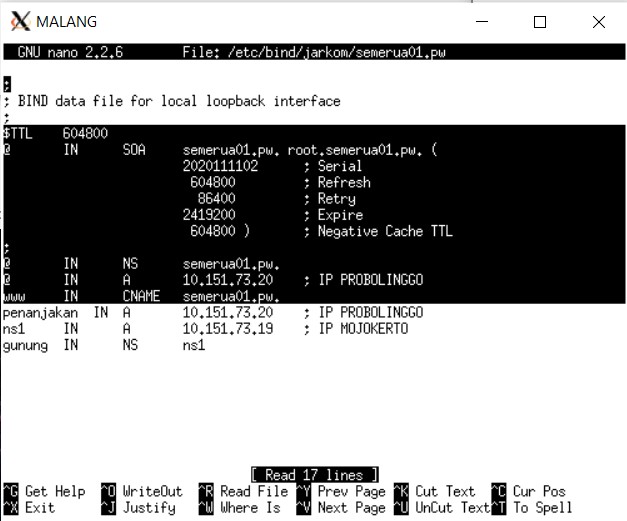 MALANG
GNU nano 2.2.6 File: /etc/bind/jarkom/semerua01.pw
;
; BIND data file for local loopback interface
;
$TTL 604800
@ IN SOA semerua01.pw. root.semerua01.pw. (
2020111102 ; Serial
604800 ; Refresh
86400 ; Retry
2419200 ; Expire
604800 ) ; Negative Cache TTL
;
@ IN NS semerua01.pw.
@ IN A 10.151.73.20 ; IP PROBOLINGGO
www IN CNAME semerua01.pw.
penanjakan IN A 10.151.73.20 ; IP PROBOLINGGO
ns1 IN A 10.151.73.19 ; IP MOJOKERTO
gunung IN NS ns1
[ Read 17 lines ]
^G Get Help ^O WriteOut ^R Read File ^Y Prev Page ^K Cut Text ^C Cur Pos
^X Exit ^J Justify ^W Where Is ^V Next Page ^U UnCut Text ^T To Spell